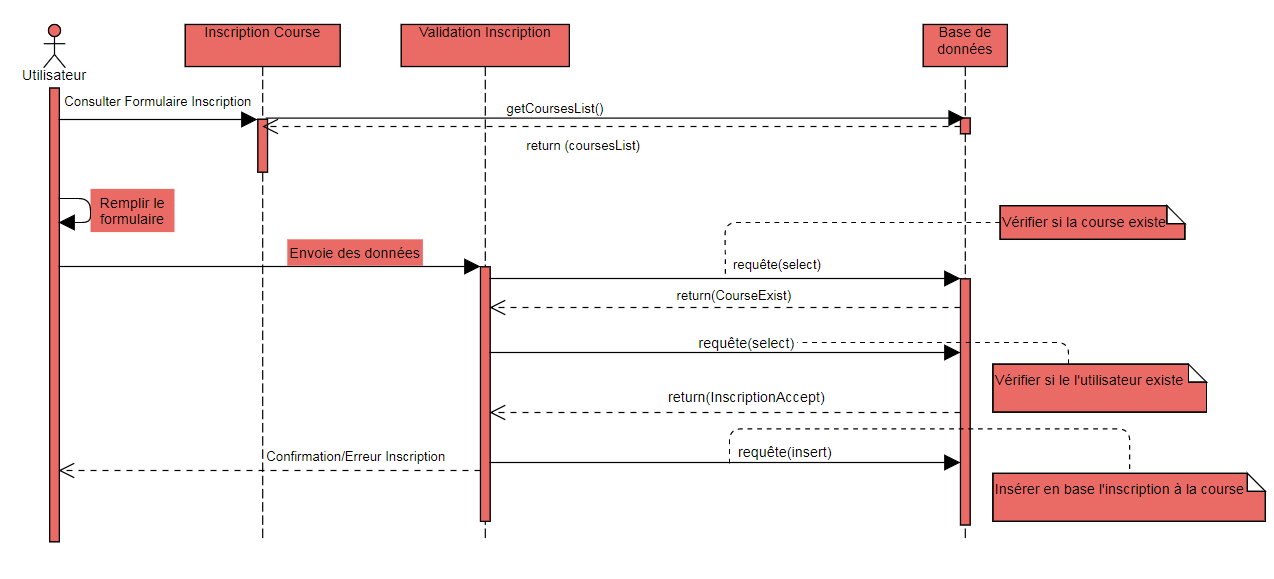 Inscription Course
Validation Inscription
Base de
données
Utilisateur
Consulter Formulaire Inscription
getCoursesList()
return (coursesList)
Remplir le
formulaire
Vérifier si la course existe
Envoie des données
requête(select)
return(CourseExist)
requête(select)
Vérifier si le l'utilisateur existe
return(InscriptionAccept)
Confirmation/Erreur Inscription
requête(insert)
Insérer en base l'inscription à la course